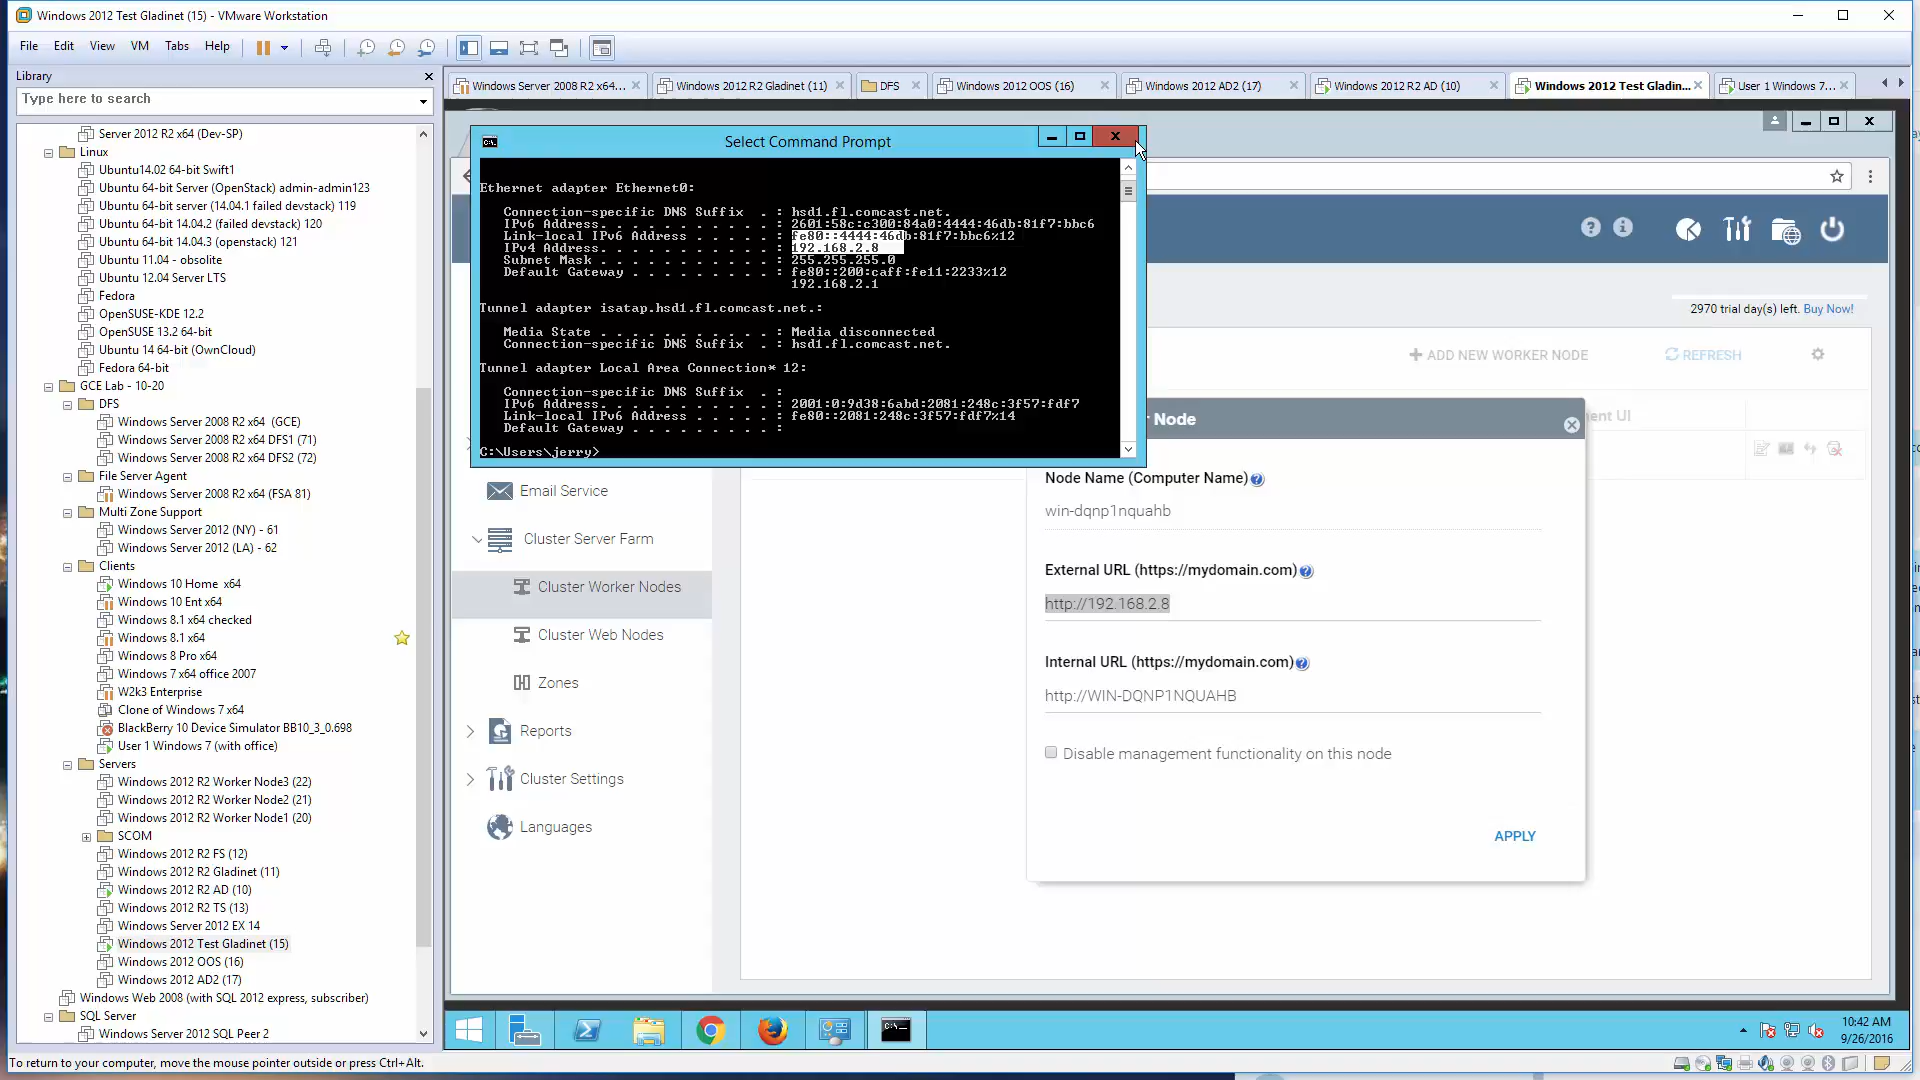 Windows 2012 Test Gladinet (15) - VMware Workstation
File Edit View VM Tabs Help
Library
Type here to search
Server 2012 R2 x64 (Dev-SP)
Linux
Ubuntu14.02 64-bit Swift1
Ubuntu 64-bit Server (OpenStack) admin-admin123
Ubuntu 64-bit server (14.04.1 failed devstack) 119
Ubuntu 64-bit 14.04.2 (failed devstack) 120
Ubuntu 64-bit 14.04.3 (openstack) 121
Ubuntu 11.04 - obsolite
Ubuntu 12.04 Server LTS
Fedora
OpenSUSE-KDE 12.2
OpenSUSE 13.2 64-bit
Ubuntu 14 64-bit (OwnCloud)
Fedora 64-bit
GCE Lab - 10-20
DFS
Windows Server 2008 R2 x64 (GCE)
Windows Server 2008 R2 x64 DFS1 (71)
Windows Server 2008 R2 x64 DFS2 (72)
File Server Agent
Windows Server 2008 R2 x64 (FSA 81)
Multi Zone Support
Windows Server 2012 (NY) - 61
Windows Server 2012 (LA) - 62
Clients
Windows 10 Home x64
Windows 10 Ent x64
Windows 8.1 x64 checked
Windows 8.1 x64
Windows 8 Pro x64
Windows 7 x64 office 2007
W2k3 Enterprise
Clone of Windows 7 x64
BlackBerry 10 Device Simulator BB10_3_0.698
User 1 Windows 7 (with office)
Servers
Windows 2012 R2 Worker Node3 (22)
Windows 2012 R2 Worker Node2 (21)
Windows 2012 R2 Worker Node1 (20)
SCOM
Windows 2012 R2 FS (12)
Windows 2012 R2 Gladinet (11)
Windows 2012 R2 AD (10)
Windows 2012 R2 TS (13)
Windows Server 2012 EX 14
Windows 2012 Test Gladinet (15)
Windows 2012 OOS (16)
Windows 2012 AD2 (17)
Windows Web 2008 (with SQL 2012 express, subscriber)
SQL Server
Windows Server 2012 SQL Peer 2
Windows Server 2008 R2 x64... Windows 2012 R2 Gladinet (11) DFS Windows 2012 OOS (16) Windows 2012 AD2 (17) Windows 2012 R2 AD (10) Windows 2012 Test Gladin... User 1 Windows 7...
Select Command Prompt
Ethernet adapter Ethernet0:
Connection-specific DNS Suffix . : hsd1.fl.comcast.net.
IPv6 Address. . . . . . . . . . . : 2601:58c:c300:84a0:4444:46db:81f7:bbc6
Link-local IPv6 Address . . . . . : fe80::4444:46db:81f7:bbc6%12
IPv4 Address. . . . . . . . . . . : 192.168.2.8
Subnet Mask . . . . . . . . . . . : 255.255.255.0
Default Gateway . . . . . . . . . : fe80::200:caff:fe11:2233%12
192.168.2.1
Tunnel adapter isatap.hsd1.fl.comcast.net.:
Media State . . . . . . . . . . . : Media disconnected
Connection-specific DNS Suffix . : hsd1.fl.comcast.net.
Tunnel adapter Local Area Connection* 12:
Connection-specific DNS Suffix . :
IPv6 Address. . . . . . . . . . . : 2001:0:9d38:6abd:2081:248c:3f57:fdf7
Link-local IPv6 Address . . . . . : fe80::2081:248c:3f57:fdf7%14
Default Gateway . . . . . . . . . :
C:\Users\jerry>
2970 trial day(s) left. Buy Now!
ADD NEW WORKER NODE REFRESH
Node
Email Service
Cluster Server Farm
Cluster Worker Nodes
Cluster Web Nodes
Zones
Reports
Cluster Settings
Languages
Node Name (Computer Name)
win-dqnp1nquahb
External URL (https://mydomain.com)
http://192.168.2.8
Internal URL (https://mydomain.com)
http://WIN-DQNP1NQUAHB
Disable management functionality on this node
APPLY
10:42 AM
9/26/2016
To return to your computer, move the mouse pointer outside or press Ctrl+Alt.